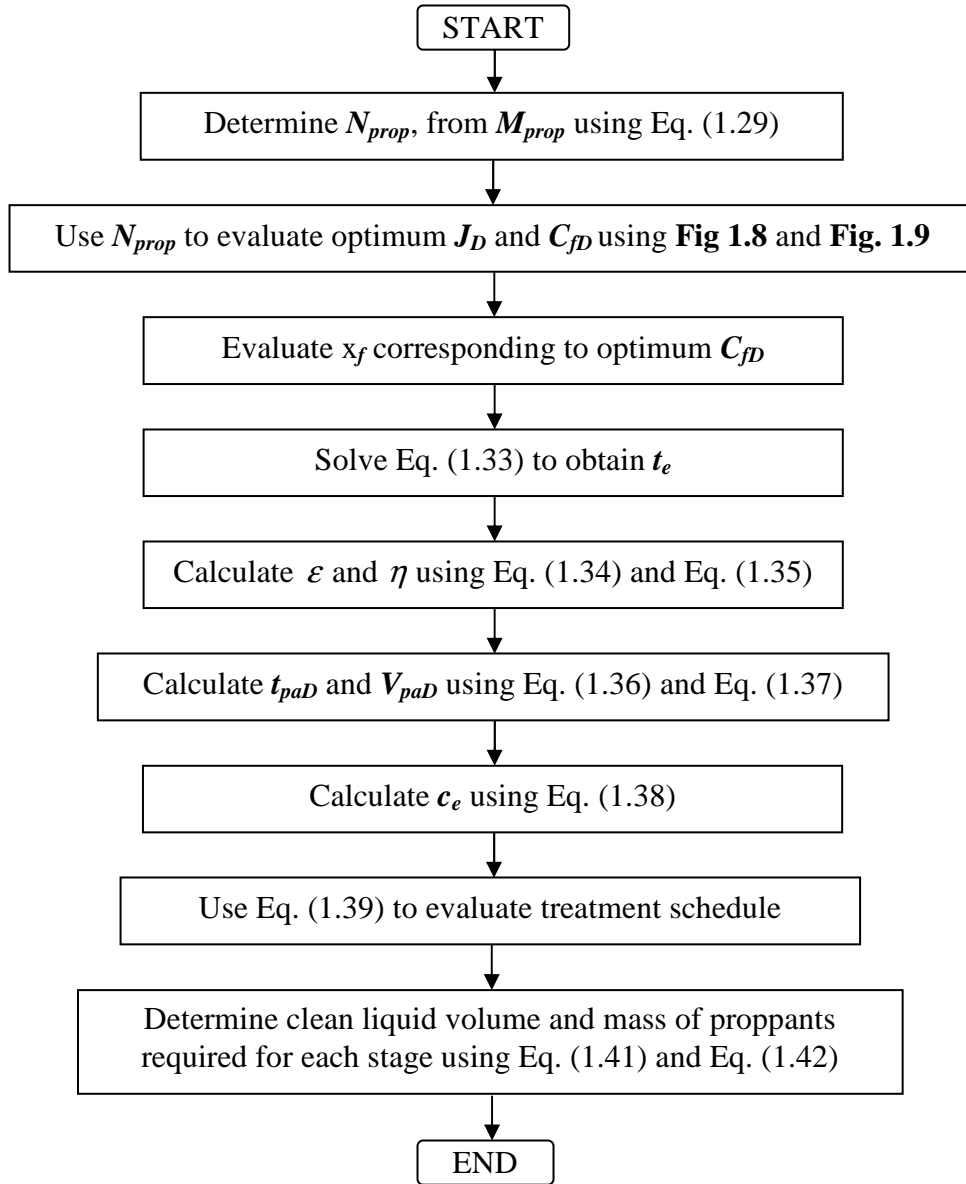 START
Determine N_prop, from M_prop using Eq. (1.29)
Use N_prop to evaluate optimum J_D and C_fD using Fig 1.8 and Fig. 1.9
Evaluate x_f corresponding to optimum C_fD
Solve Eq. (1.33) to obtain t_e
Calculate ε and η using Eq. (1.34) and Eq. (1.35)
Calculate t_paD and V_paD using Eq. (1.36) and Eq. (1.37)
Calculate c_e using Eq. (1.38)
Use Eq. (1.39) to evaluate treatment schedule
Determine clean liquid volume and mass of proppants
required for each stage using Eq. (1.41) and Eq. (1.42)
END